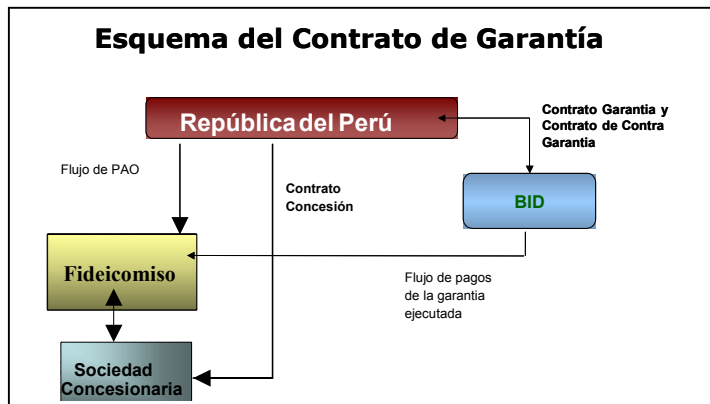 Esquema del Contrato de Garantía
República del Perú
Contrato Garantia y
Contrato de Contra
Garantia
Flujo de PAO
Contrato
Concesión
BID
Fideicomiso
Flujo de pagos
de la garantia
ejecutada
Sociedad
Concesionaria